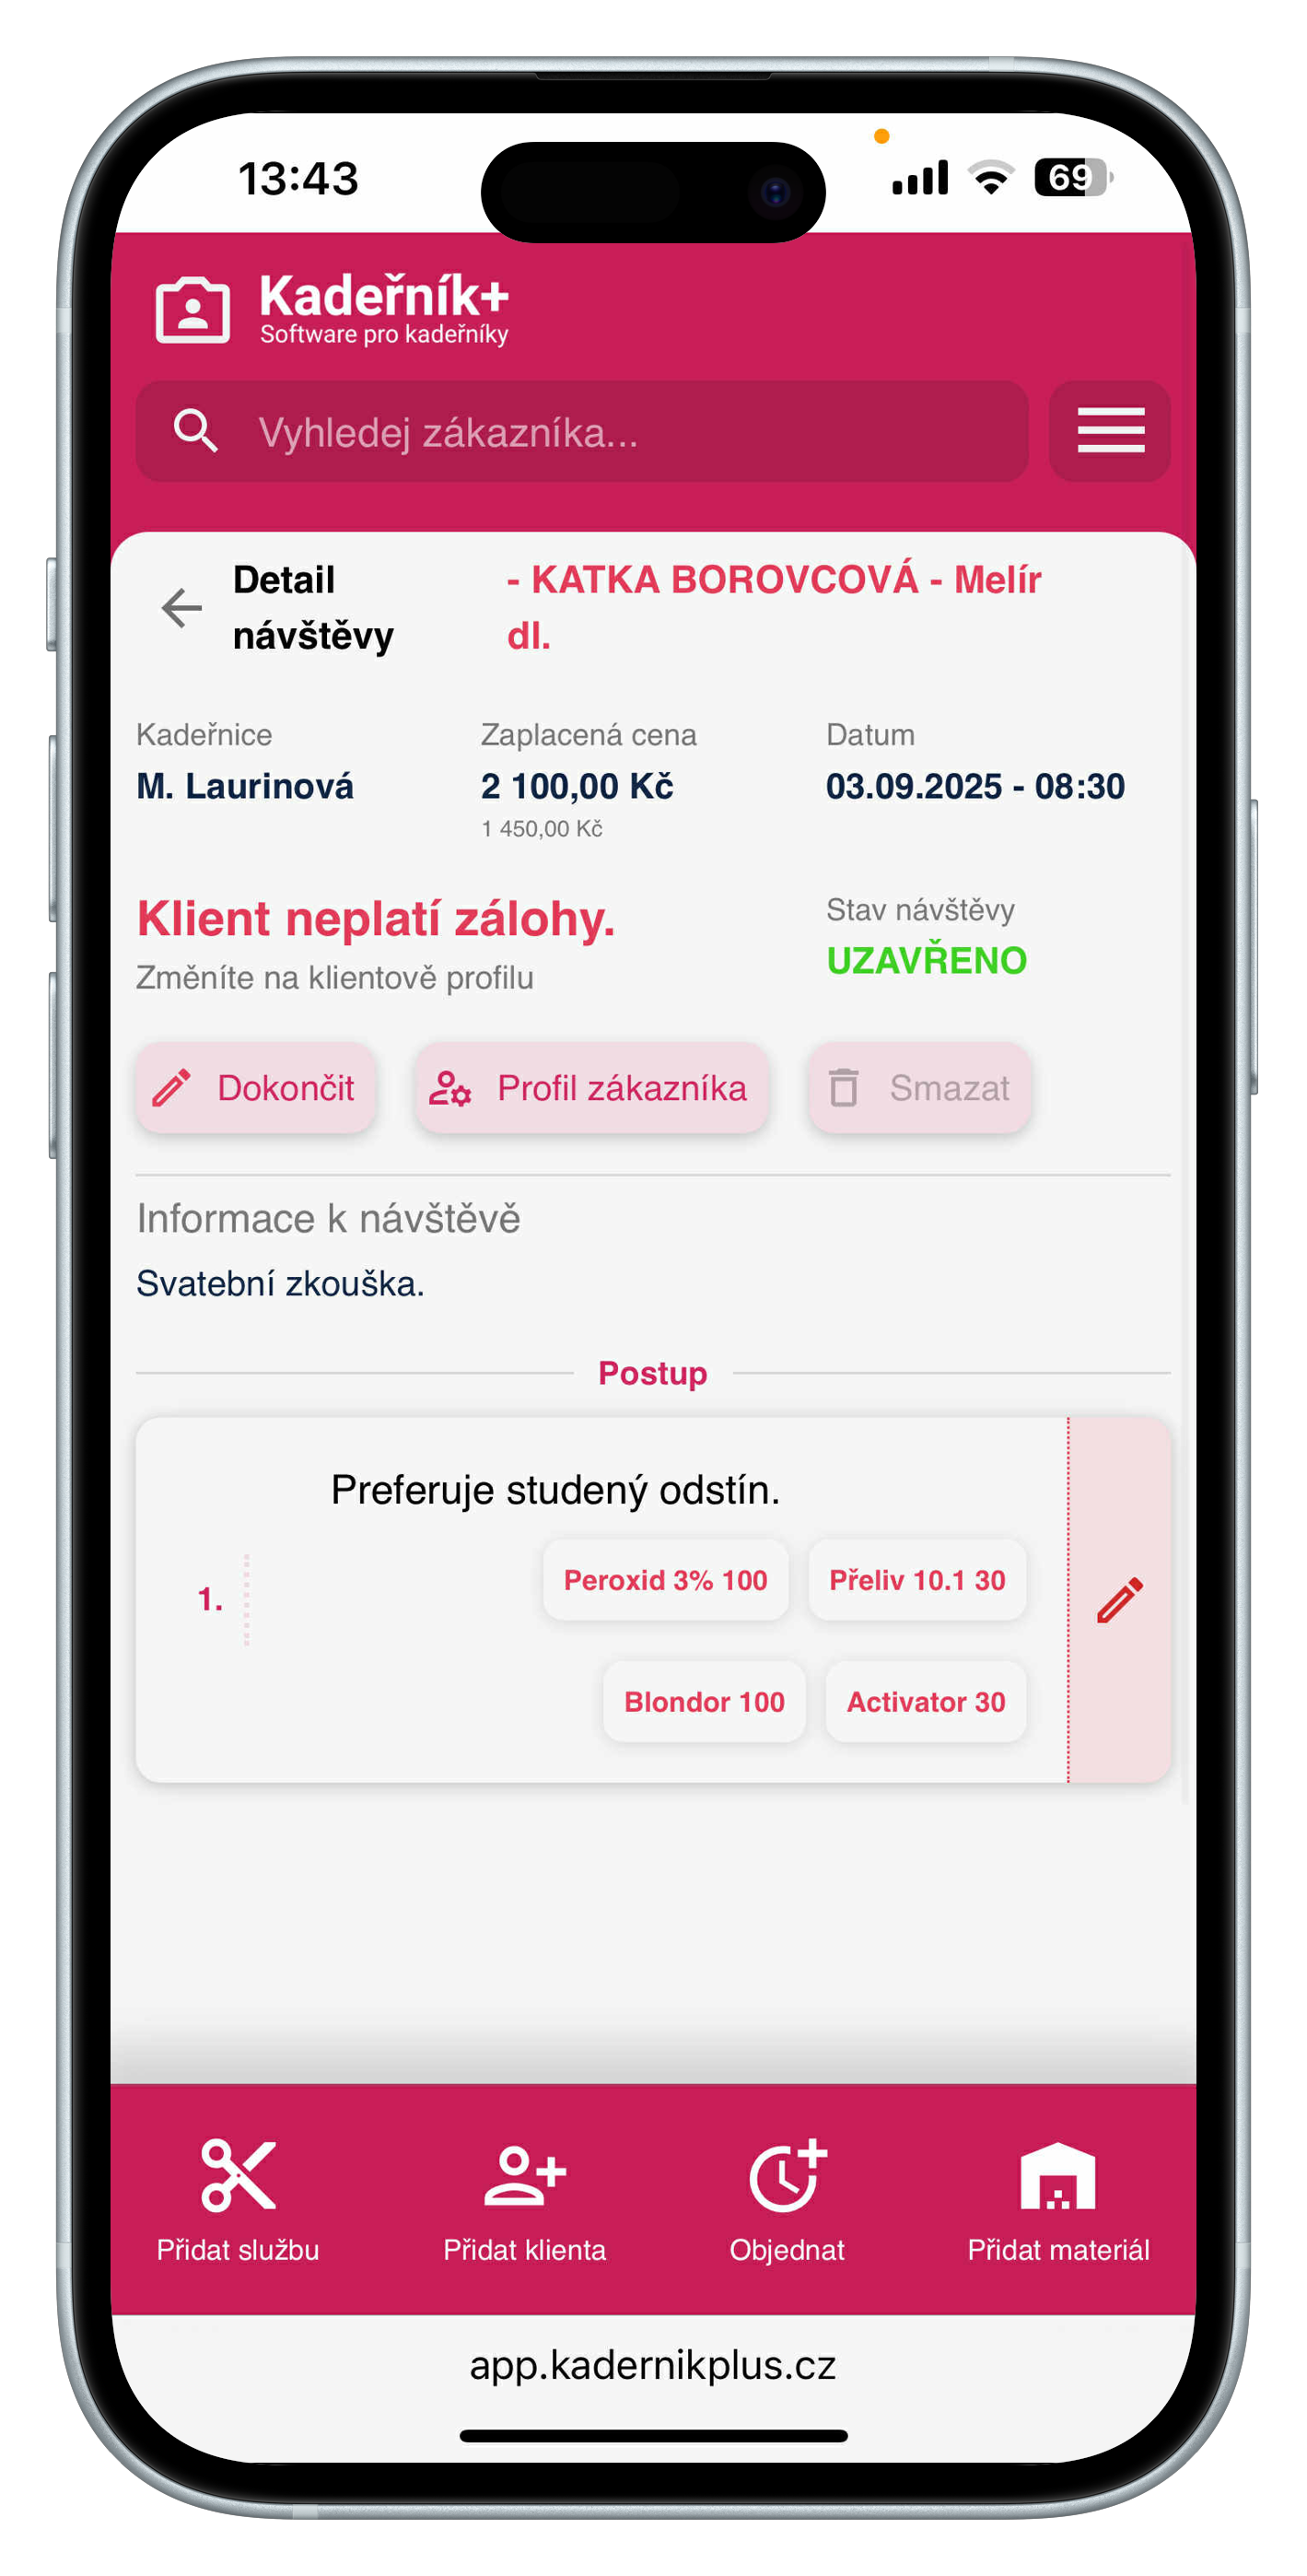 13:43
69
Kadeřník+
Software pro kadeřníky
Vyhledej zákazníka...
Detail
návštěvy
- KATKA BOROVCOVÁ - Melír
dl.
Kadeřnice
Zaplacená cena
Datum
M. Laurinová
2 100,00 Kč
03.09.2025 - 08:30
1 450,00 Kč
Klient neplatí zálohy.
Stav návštěvy
Změníte na klientově profilu
UZAVŘENO
Dokončit
Profil zákazníka
Smazat
Informace k návštěvě
Svatební zkouška.
Postup
Preferuje studený odstín.
1.
Peroxid 3% 100
Přeliv 10.1 30
Blondor 100
Activator 30
Přidat službu
Přidat klienta
Objednat
Přidat materiál
app.kadernikplus.cz